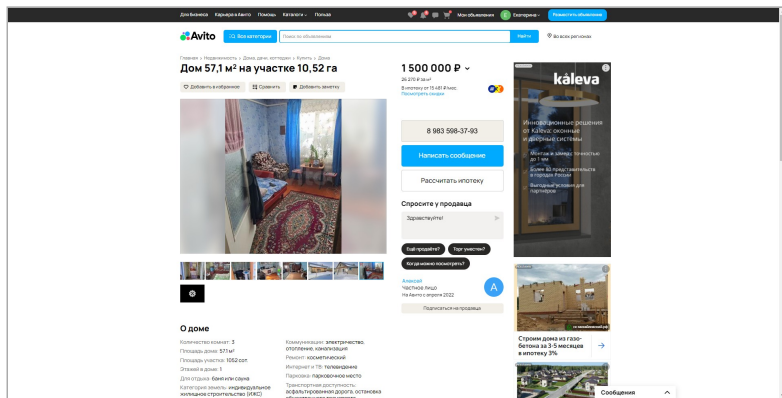 Для бизнеса Карьера в Авито Помощь Каталоги Польза
Мои объявления Е Екатерина Разместить объявление
Avito Все категории Поиск по объявлениям Найти Во всех регионах
Главная Недвижимость Дома, дачи, коттеджи Купить Дома
Дом 57,1 м² на участке 10,52 га
Добавить в избранное Сравнить Добавить заметку
1 500 000 ₽
26 270 ₽ за м²
В ипотеку от 15 481 ₽/мес.
Посмотреть скидки
8 983 598-37-93
Написать сообщение
Рассчитать ипотеку
Спросите у продавца
Здравствуйте!
Ещё продаёте? Торг уместен?
Когда можно посмотреть?
Алексей
Частное лицо
На Авито с апреля 2022
А
Подписаться на продавца
káleva
Инновационные решения
от Kaleva: оконные
и дверные системы
Монтаж и замер с точностью
до 1 мм
Более 60 представительств
в городах России
Выгодные условия для
партнёров
Строим дома из газо-
бетона за 3-5 месяцев
в ипотеку 3%
О доме
Количество комнат: 3
Площадь дома: 57.1 м²
Площадь участка: 1052 сот.
Этажей в доме: 1
Для отдыха: баня или сауна
Категория земель: индивидуальное
жилищное строительство (ИЖС)
Коммуникации: электричество,
отопление, канализация
Ремонт: косметический
Интернет и ТВ: телевидение
Парковка: парковочное место
Транспортная доступность:
асфальтированная дорога, остановка
Сообщения